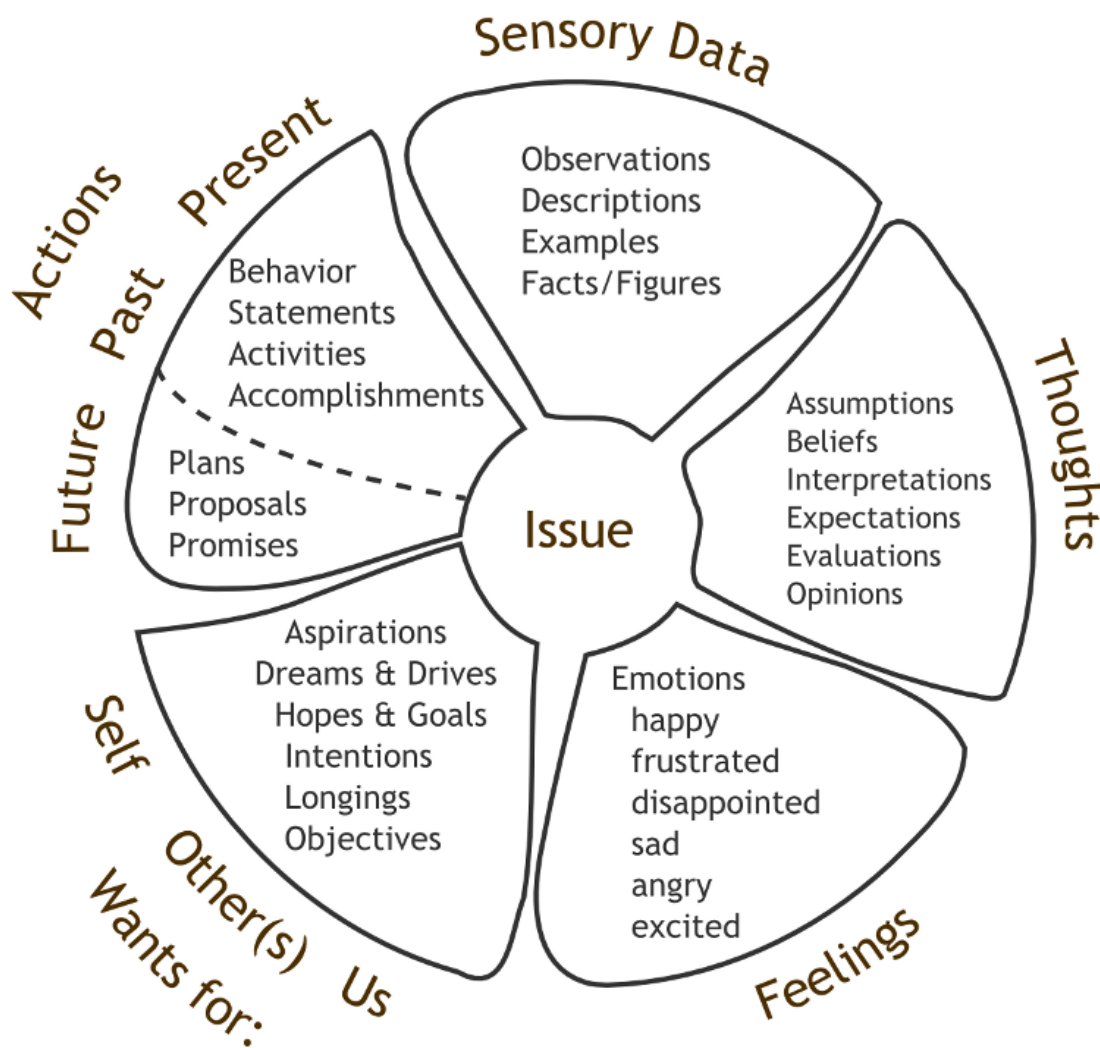 Sensory Data
Observations
Descriptions
Examples
Facts/Figures
Thoughts
Assumptions
Beliefs
Interpretations
Expectations
Evaluations
Opinions
Feelings
Emotions
happy
frustrated
disappointed
sad
angry
excited
Wants for:
Self
Other(s)
Us
Aspirations
Dreams & Drives
Hopes & Goals
Intentions
Longings
Objectives
Actions
Present
Past
Behavior
Statements
Activities
Accomplishments
Future
Plans
Proposals
Promises
Issue